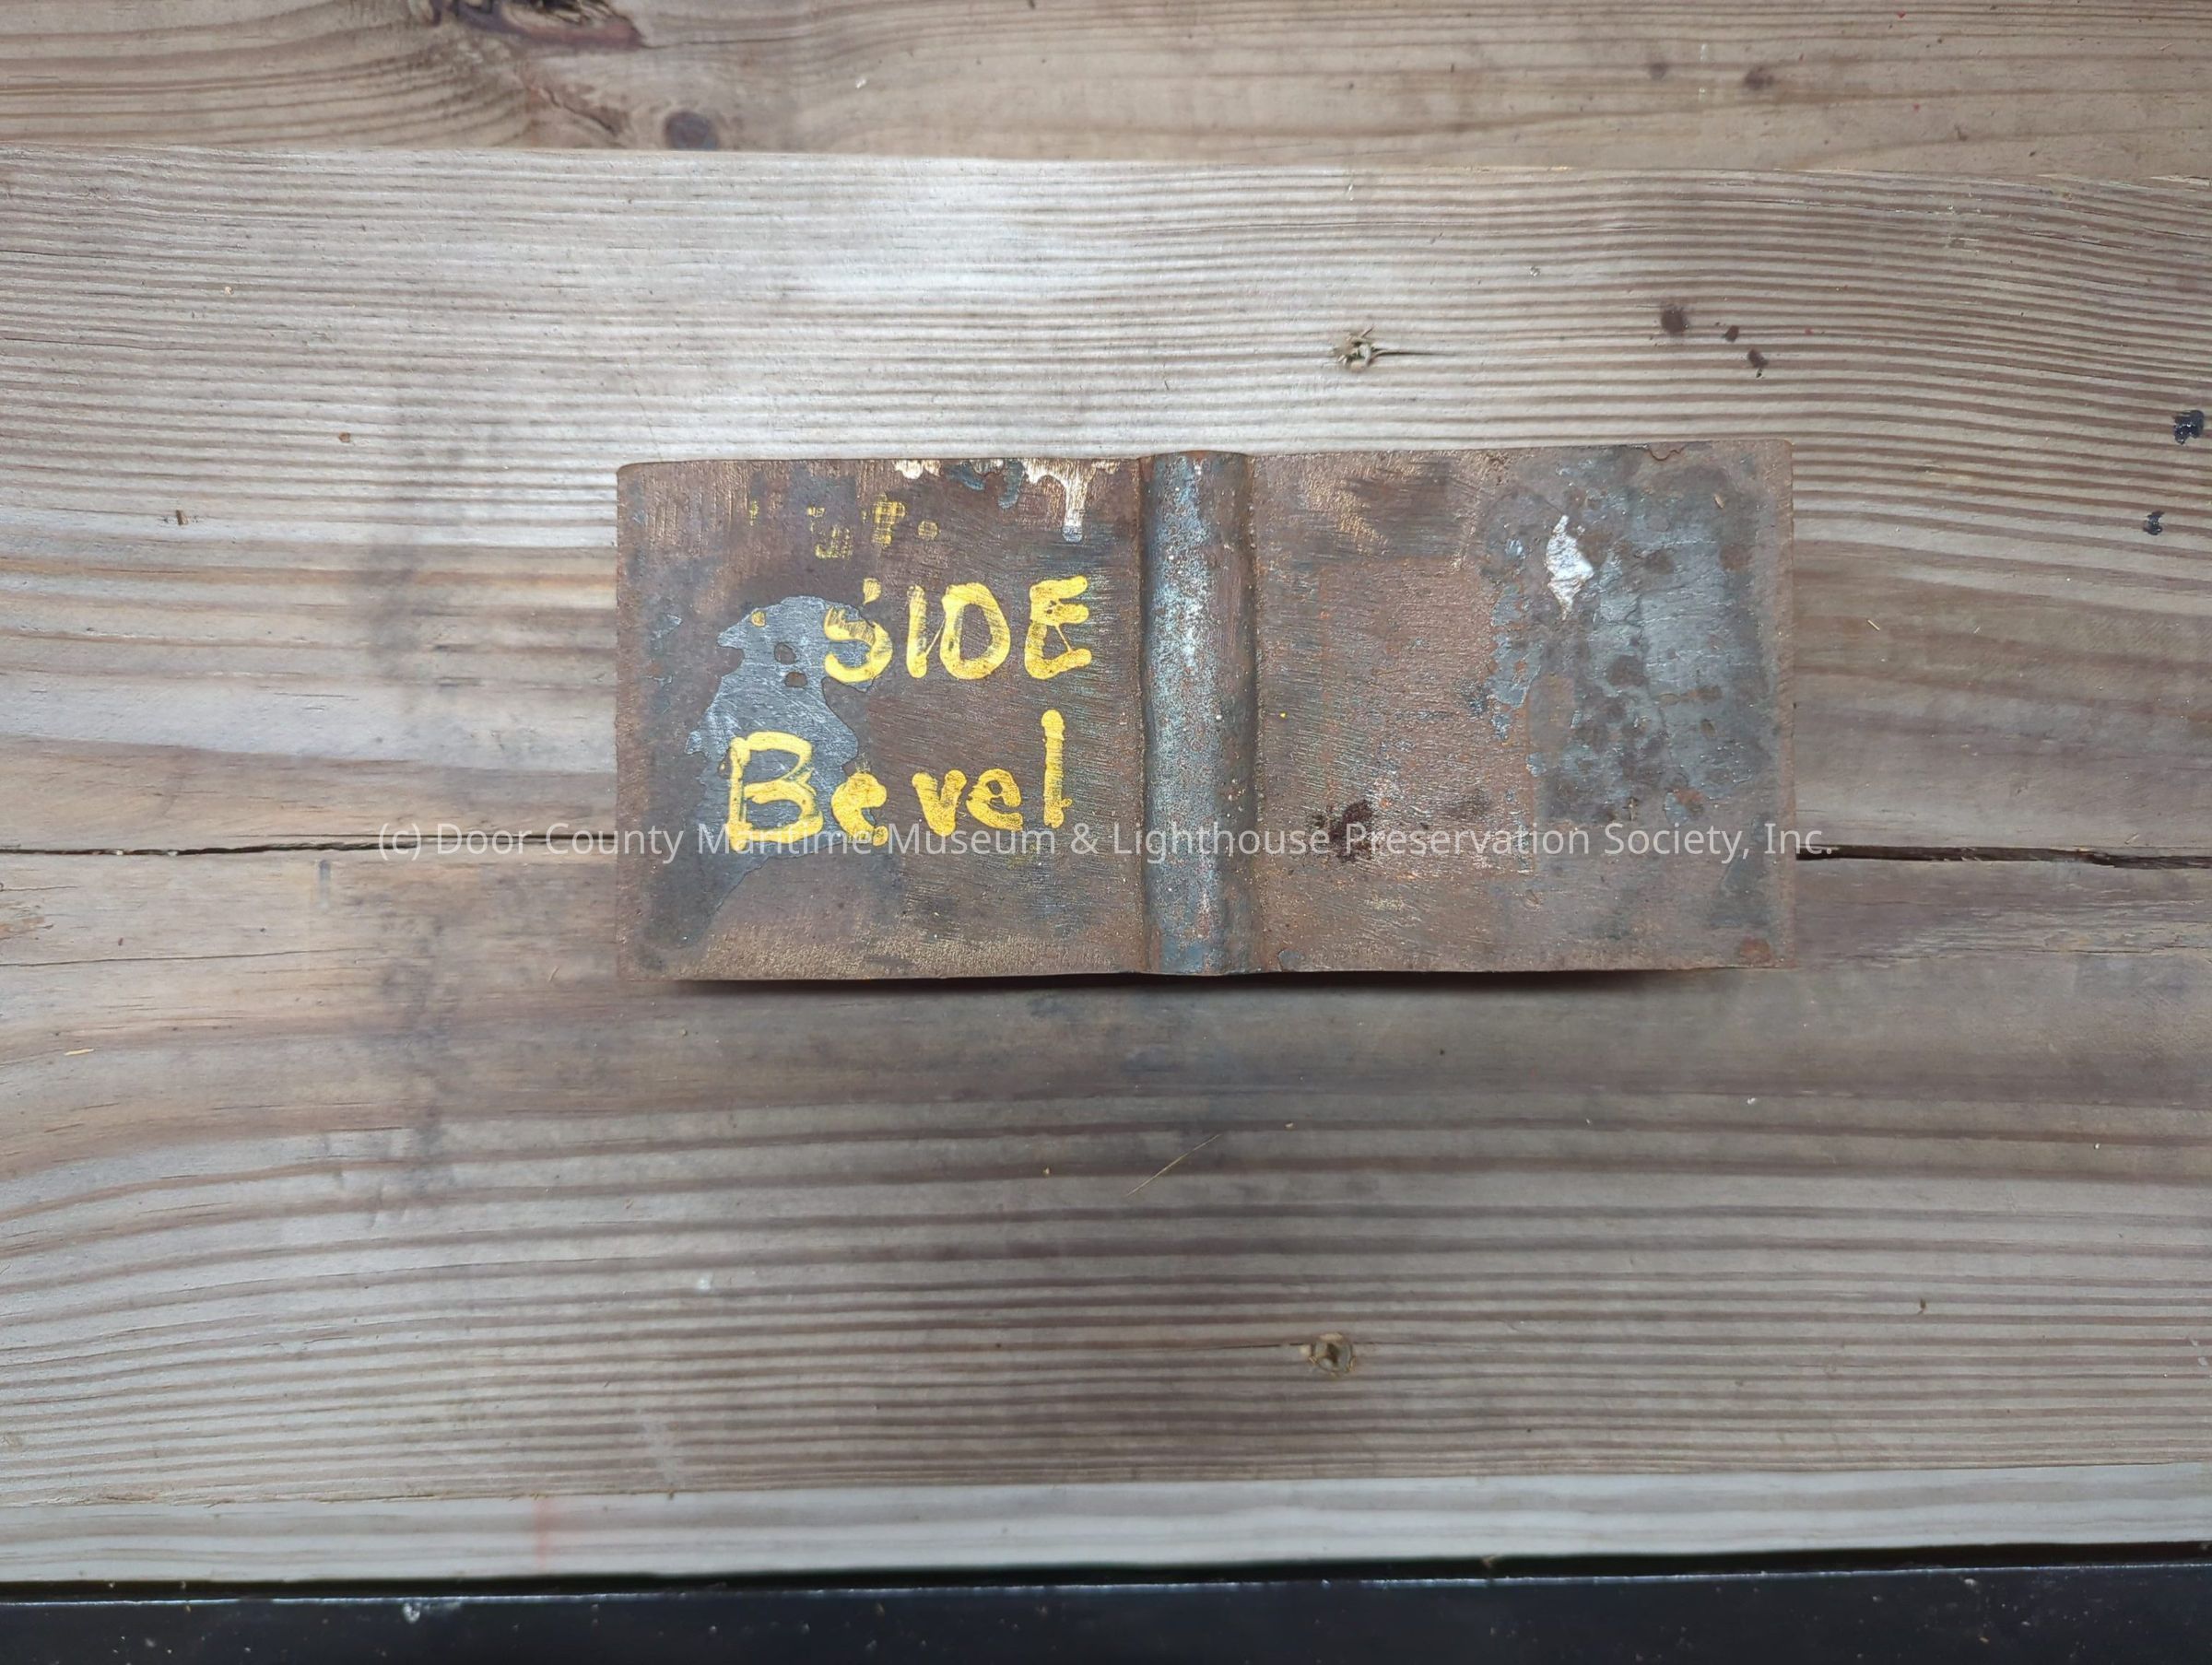 SIDE
Bevel
(c) Door County Maritime Museum & Lighthouse Preservation Society, Inc.